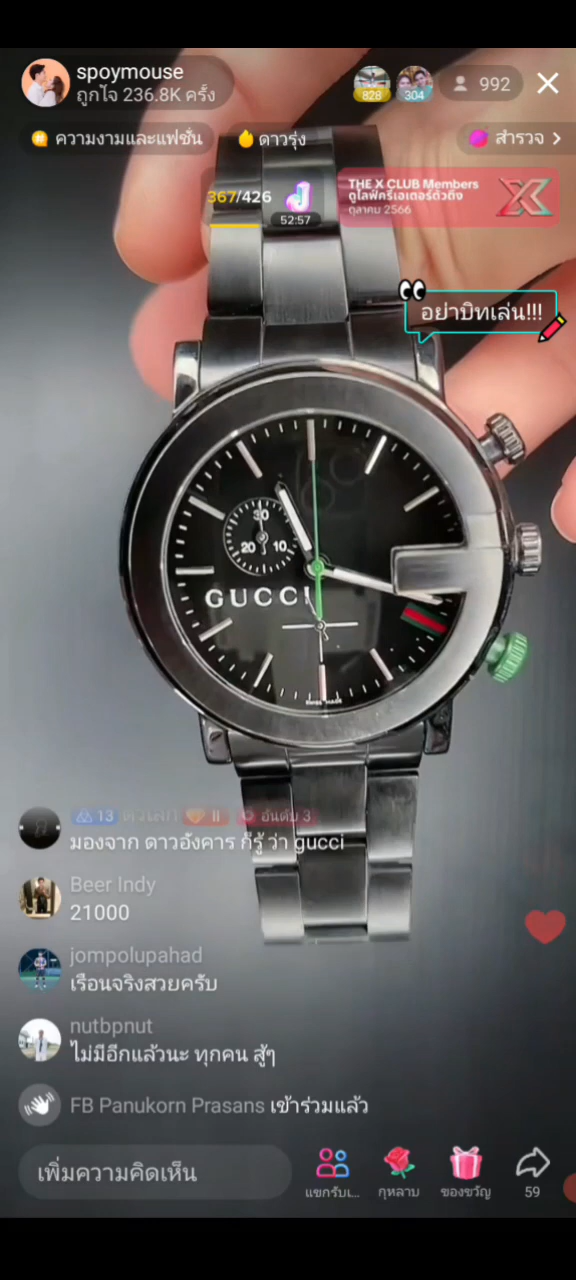 spoymouse
ถูกใจ 236.8K ครั้ง
828
304
992
ความงามและแฟชั่น
ดาวรุ่ง
สำรวจ >
367/426
52:57
THE X CLUB Members
ดูไลฟ์ครีเอเตอร์ตัวตึง
ตุลาคม 2566
อย่าบิทเล่น!!!
30
20 10
GUCCI
SWISS MADE
13
II
อันดับ 3
มองจาก ดาวอังคาร ก็รู้ ว่า gucci
Beer Indy
21000
jompolupahad
เรือนจริงสวยครับ
nutbpnut
ไม่มีอีกแล้วนะ ทุกคน สู้ๆ
FB Panukorn Prasans เข้าร่วมแล้ว
เพิ่มความคิดเห็น
แขกรับเ...
กุหลาบ
ของขวัญ
59